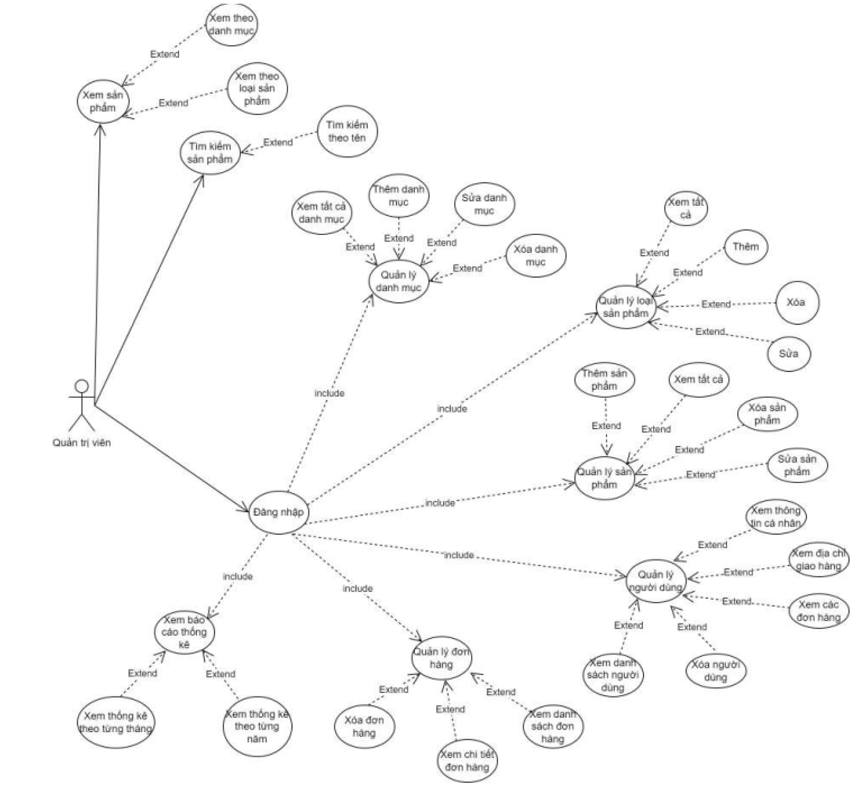 Xem theo
danh mục
Extend
Xem sản
phẩm
Xem theo
loại sản
phẩm
Extend
Tìm kiếm
sản phẩm
Extend
Tìm kiếm
theo tên
Xem tất cả
danh mục
Thêm danh
mục
Sửa danh
mục
Xóa danh
mục
Extend
Extend
Extend
Extend
Quản lý
danh mục
Xem tất
cả
Thêm
Xóa
Sửa
Extend
Extend
Extend
Extend
Quản lý loại
sản phẩm
Thêm sản
phẩm
Xem tất cả
Xóa sản
phẩm
Sửa sản
phẩm
Extend
Extend
Extend
Extend
Quản lý sản
phẩm
Quản trị viên
include
include
include
include
Đăng nhập
include
include
Xem thông
tin cá nhân
Xem địa chỉ
giao hàng
Xem các
đơn hàng
Extend
Extend
Extend
Quản lý
người dùng
Extend
Extend
Xem danh
sách người
dùng
Xóa người
dùng
Xem báo
cáo thống
kê
Extend
Extend
Xem thống kê
theo từng tháng
Xem thống kê
theo từng
năm
Quản lý đơn
hàng
Extend
Extend
Extend
Xóa đơn
hàng
Xem chi tiết
đơn hàng
Xem danh
sách đơn
hàng